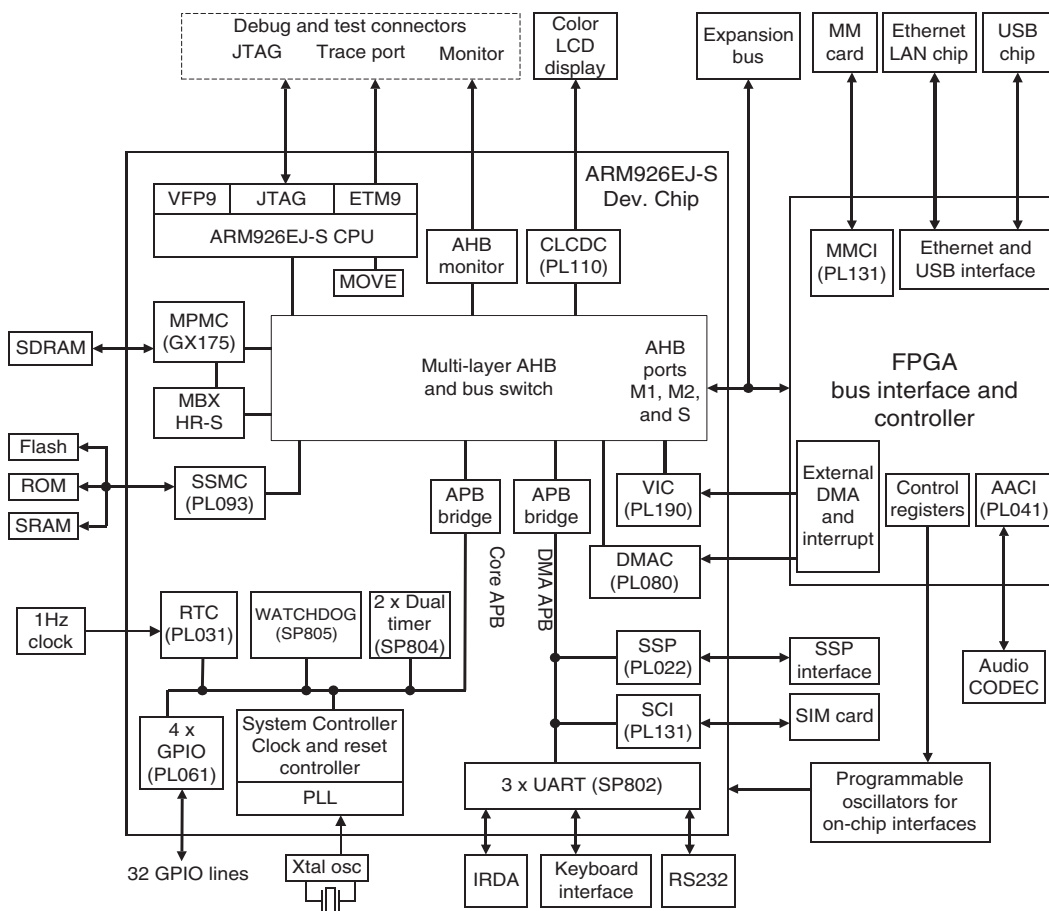 Debug and test connectors
JTAG
Trace port
Monitor
Color
LCD
display
Expansion
bus
MM
card
Ethernet
LAN chip
USB
chip
ARM926EJ-S
Dev. Chip
VFP9
JTAG
ETM9
ARM926EJ-S CPU
MOVE
AHB
monitor
CLCDC
(PL110)
MMCI
(PL131)
Ethernet and
USB interface
SDRAM
MPMC
(GX175)
MBX
HR-S
Multi-layer AHB
and bus switch
AHB
ports
M1, M2,
and S
FPGA
bus interface and
controller
Flash
ROM
SRAM
SSMC
(PL093)
APB
bridge
APB
bridge
VIC
(PL190)
DMAC
(PL080)
External
DMA
and
interrupt
Control
registers
AACI
(PL041)
Core APB
DMA APB
1Hz
clock
RTC
(PL031)
WATCHDOG
(SP805)
2 x Dual
timer
(SP804)
SSP
(PL022)
SSP
interface
Audio
CODEC
SCI
(PL131)
SIM card
4 x
GPIO
(PL061)
System Controller
Clock and reset
controller
PLL
3 x UART (SP802)
Programmable
oscillators for
on-chip interfaces
32 GPIO lines
Xtal osc
IRDA
Keyboard
interface
RS232